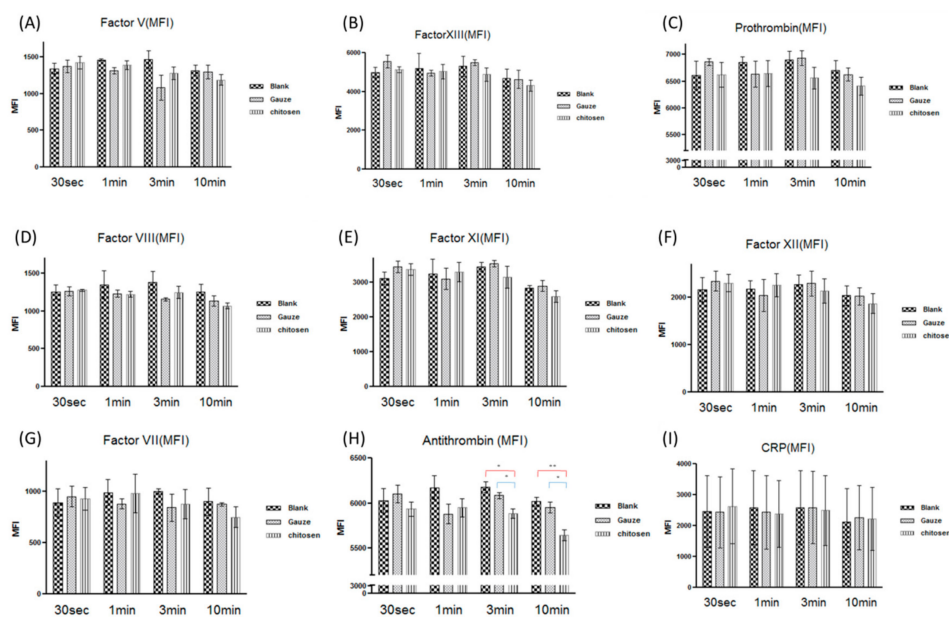 (A)
Factor V(MFI)
MFI
1500
1000
500
0
30sec 1min 3min 10min
Blank
Gauze
chitosen
(B)
FactorXIII(MFI)
MFI
6000
4000
2000
0
30sec 1min 3min 10min
Blank
Gauze
chitosen
(C)
Prothrombin(MFI)
MFI
7000
6500
6000
5500
3000
0
30sec 1min 3min 10min
Blank
Gauze
chitosen
(D)
Factor VIII(MFI)
MFI
1500
1000
500
0
30sec 1min 3min 10min
Blank
Gauze
chitosen
(E)
Factor XI(MFI)
MFI
3000
2000
1000
0
30sec 1min 3min 10min
Blank
Gauze
chitosen
(F)
Factor XII(MFI)
MFI
2000
1000
0
30sec 1min 3min 10min
Blank
Gauze
chitosen
(G)
Factor VII(MFI)
MFI
1000
500
0
30sec 1min 3min 10min
Blank
Gauze
chitosen
(H)
Antithrombin (MFI)
MFI
6500
6000
5500
3000
0
*
*
**
*
30sec 1min 3min 10min
Blank
Gauze
chitosen
(I)
CRP(MFI)
MFI
4000
3000
2000
1000
0
30sec 1min 3min 10min
Blank
Gauze
chitosen